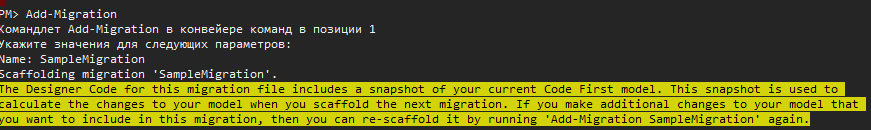 PM> Add-Migration
Командлет Add-Migration в конвейере команд в позиции 1
Укажите значения для следующих параметров:
Name: SampleMigration
Scaffolding migration 'SampleMigration'.
The Designer Code for this migration file includes a snapshot of your current Code First model. This snapshot is used to
calculate the changes to your model when you scaffold the next migration. If you make additional changes to your model that
you want to include in this migration, then you can re-scaffold it by running 'Add-Migration SampleMigration' again.